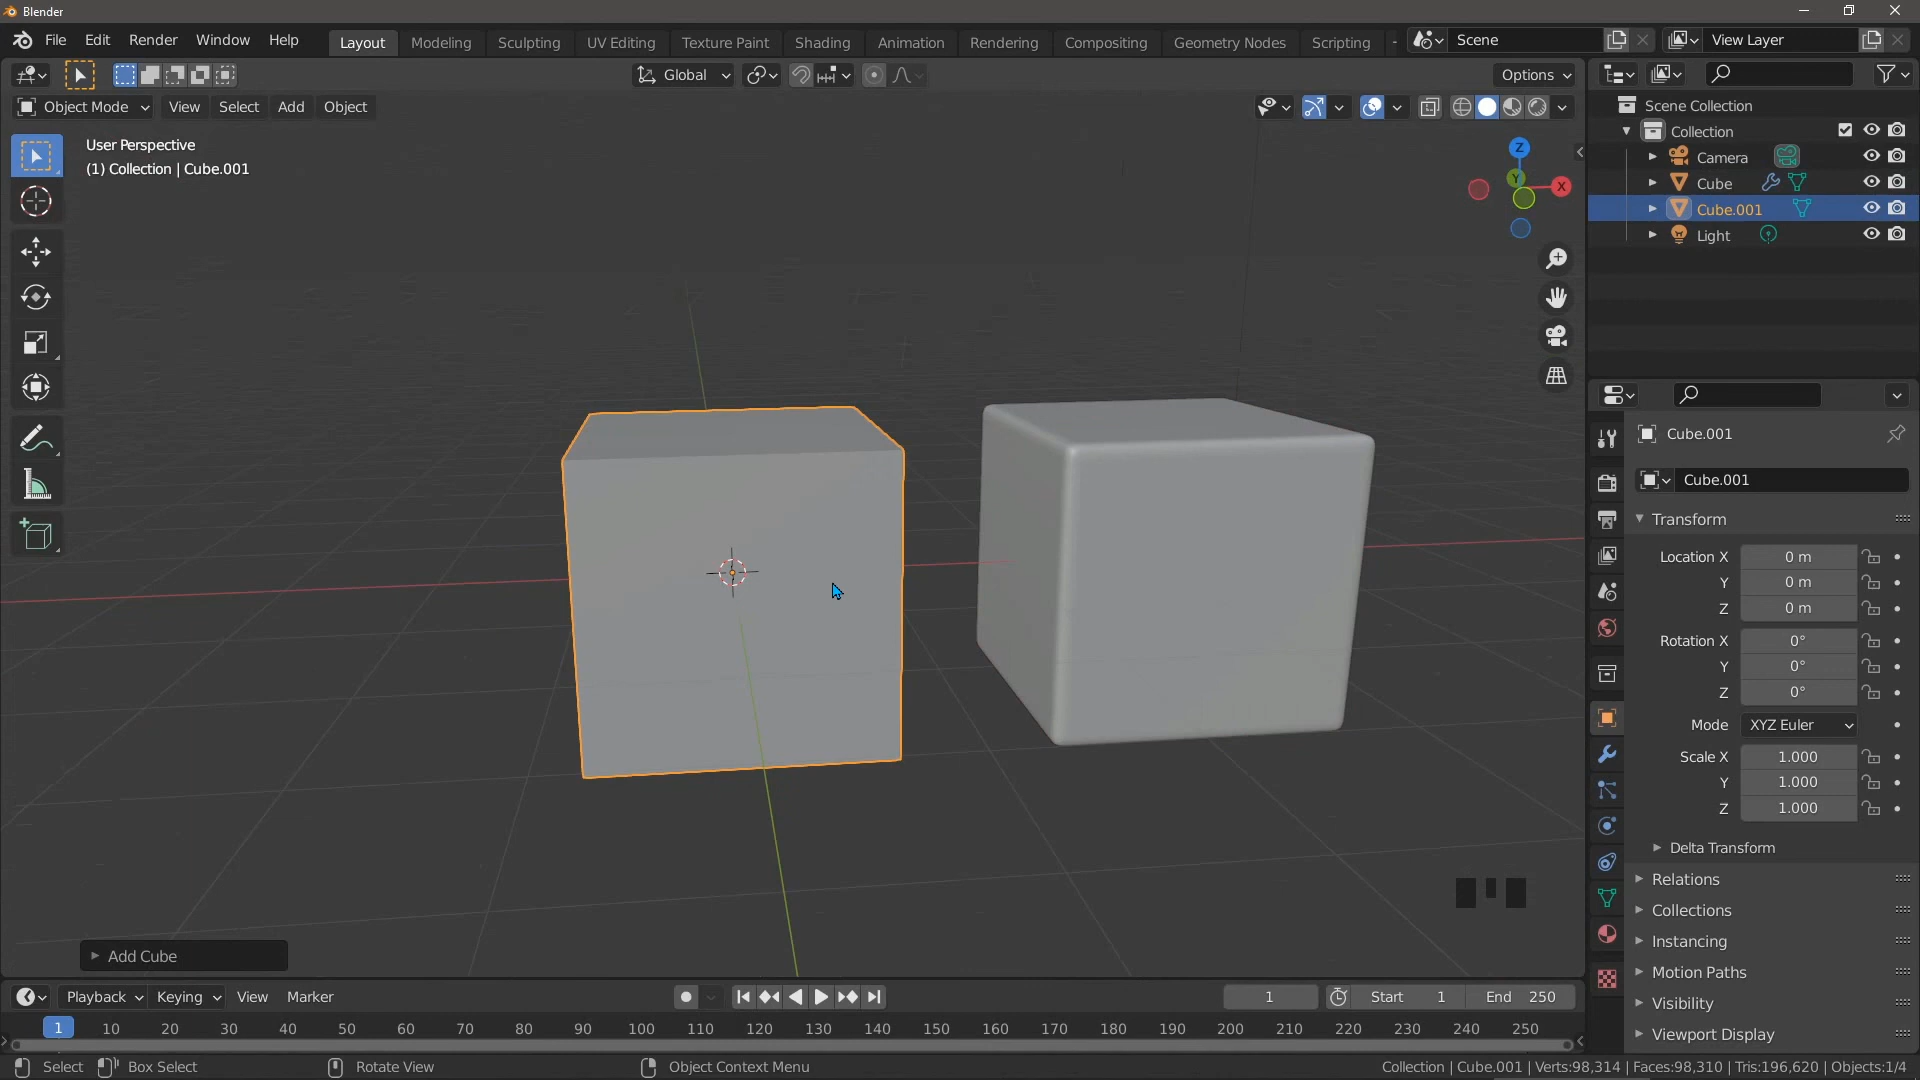 Blender
File Edit Render Window Help Layout Modeling Sculpting UV Editing Texture Paint Shading Animation Rendering Compositing Geometry Nodes Scripting Scene View Layer
Global Options
Object Mode View Select Add Object
User Perspective
(1) Collection | Cube.001
Z
Y
X
Scene Collection
Collection
Camera
Cube
Cube.001
Light
Cube.001
Cube.001
Transform
Location X 0 m
Y 0 m
Z 0 m
Rotation X 0°
Y 0°
Z 0°
Mode XYZ Euler
Scale X 1.000
Y 1.000
Z 1.000
Delta Transform
Relations
Collections
Instancing
Motion Paths
Visibility
Viewport Display
Add Cube
Playback Keying View Marker 1 Start 1 End 250
1 10 20 30 40 50 60 70 80 90 100 110 120 130 140 150 160 170 180 190 200 210 220 230 240 250
Select Box Select Rotate View Object Context Menu Collection | Cube.001 | Verts:98,314 | Faces:98,310 | Tris:196,620 | Objects:1/4